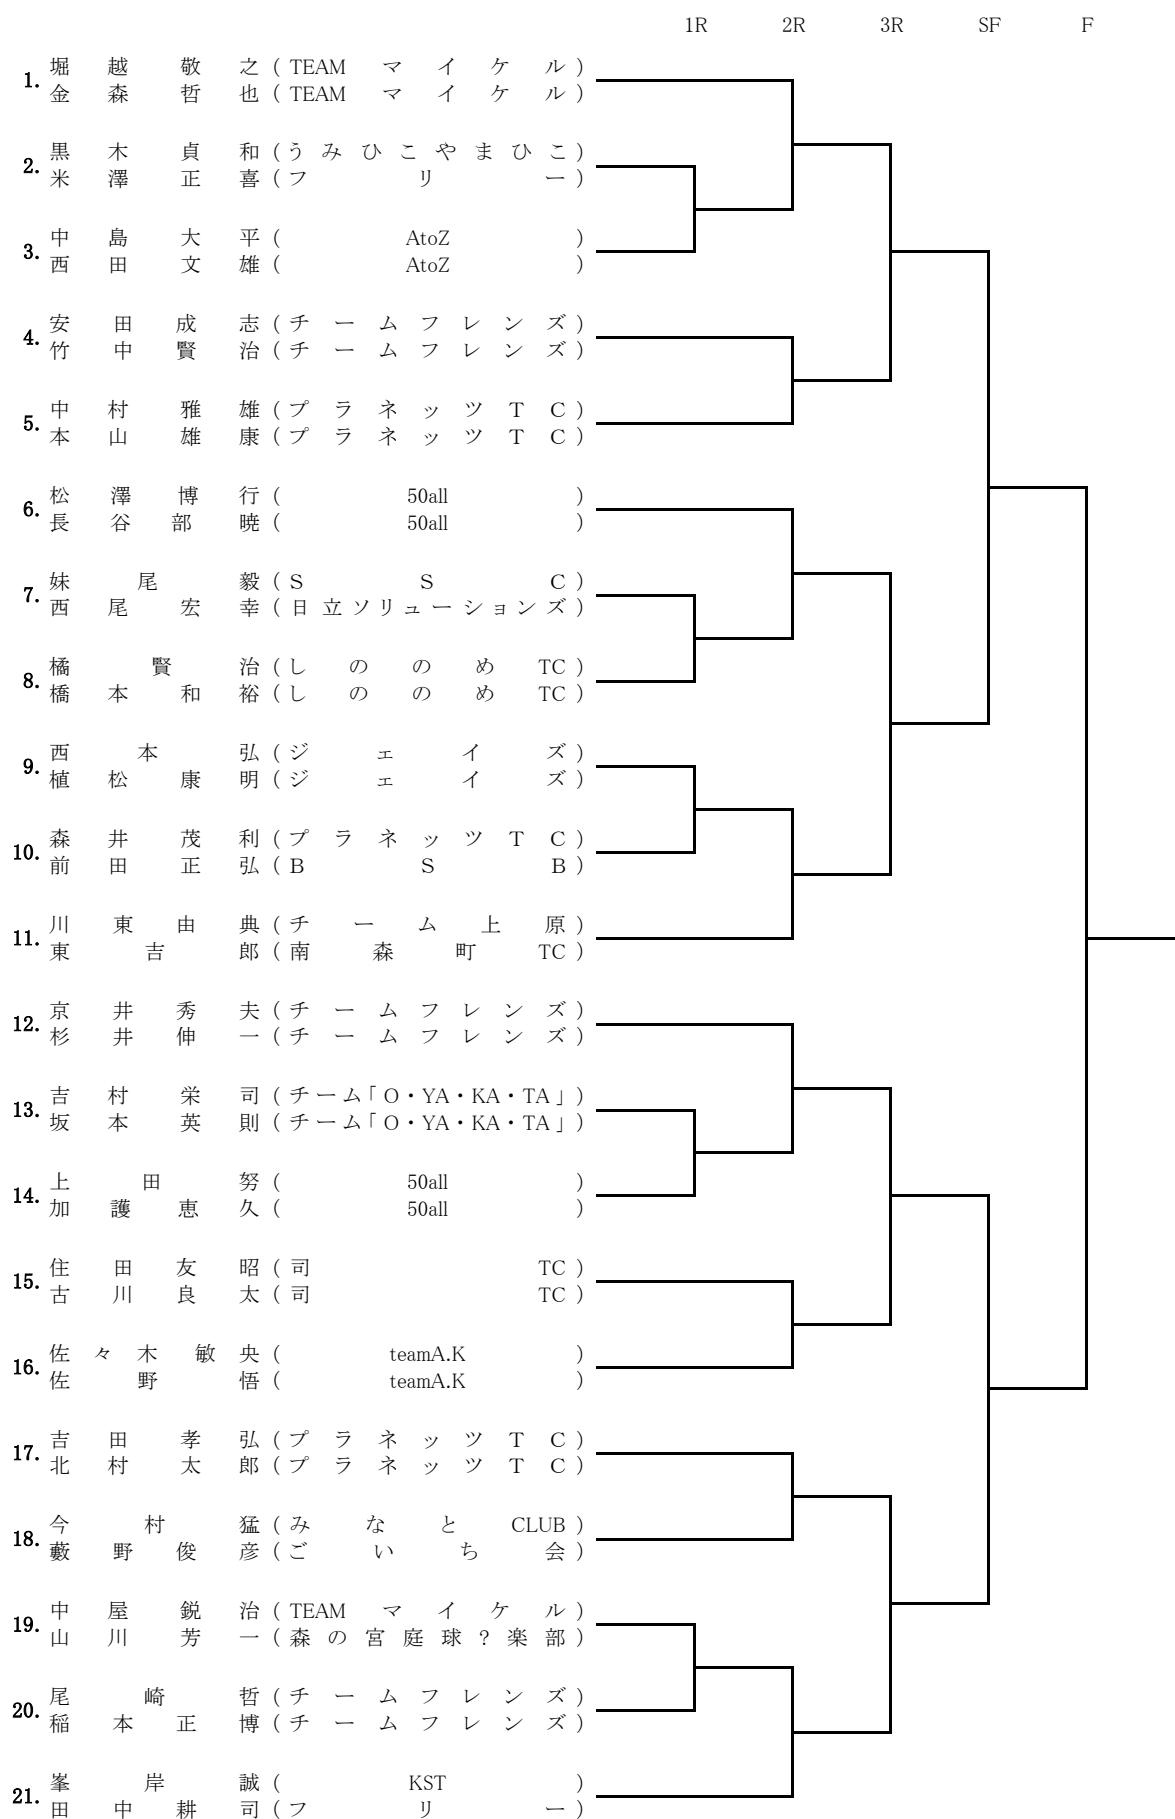 1R 2R 3R SF F
1. 堀越敬之(TEAMマイケル)
金森哲也(TEAMマイケル)
2. 黒木貞和(うみひこやまひこ)
米澤正喜(フリー)
3. 中島大平(AtoZ)
西田文雄(AtoZ)
4. 安田成志(チームフレンズ)
竹中賢治(チームフレンズ)
5. 中村雅雄(プラネッツTC)
本山雄康(プラネッツTC)
6. 松澤博行(50all)
長谷部暁(50all)
7. 妹尾毅(SSC)
西尾宏幸(日立ソリューションズ)
8. 橘賢治(しののめTC)
橋本和裕(しののめTC)
9. 西本弘(ジェイズ)
植松康明(ジェイズ)
10. 森井茂利(プラネッツTC)
前田正弘(BSB)
11. 川東由典(チーム上原)
東吉郎(南森町TC)
12. 京井秀夫(チームフレンズ)
杉井伸一(チームフレンズ)
13. 吉村栄司(チーム「O・YA・KA・TA」)
坂本英則(チーム「O・YA・KA・TA」)
14. 上田努(50all)
加護恵久(50all)
15. 住田友昭(司TC)
古川良太(司TC)
16. 佐々木敏央(teamA.K)
佐野悟(teamA.K)
17. 吉田孝弘(プラネッツTC)
北村太郎(プラネッツTC)
18. 今村猛(みなとCLUB)
藪野俊彦(ごいち会)
19. 中屋鋭治(TEAMマイケル)
山川芳一(森の宮庭球?楽部)
20. 尾崎哲(チームフレンズ)
稲本正博(チームフレンズ)
21. 峯岸誠(KST)
田中耕司(フリー)